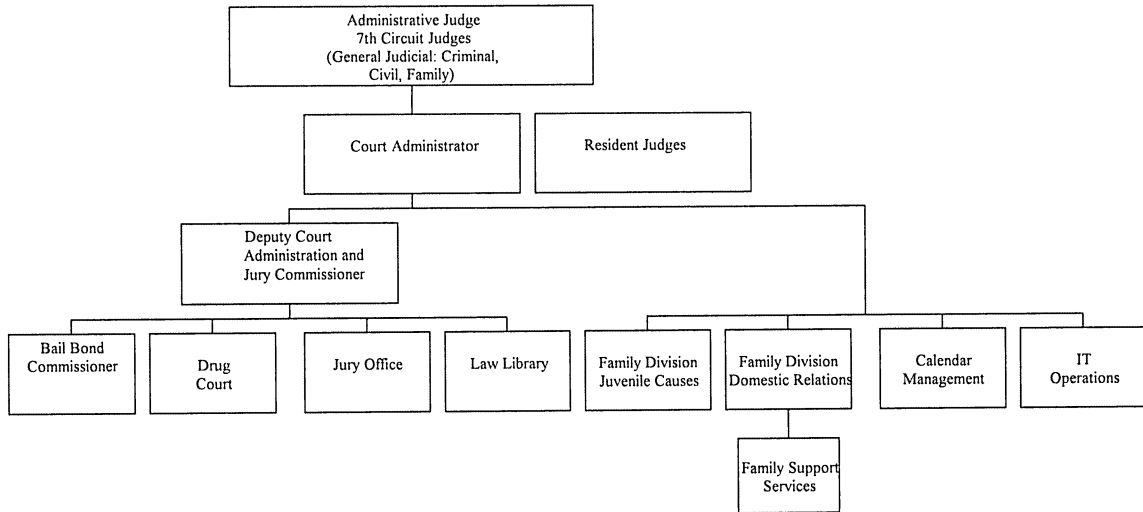 Administrative Judge
7th Circuit Judges
(General Judicial: Criminal,
Civil, Family)
Court Administrator
Resident Judges
Deputy Court
Administration and
Jury Commissioner
Bail Bond
Commissioner
Drug
Court
Jury Office
Law Library
Family Division
Juvenile Causes
Family Division
Domestic Relations
Calendar
Management
IT
Operations
Family Support
Services